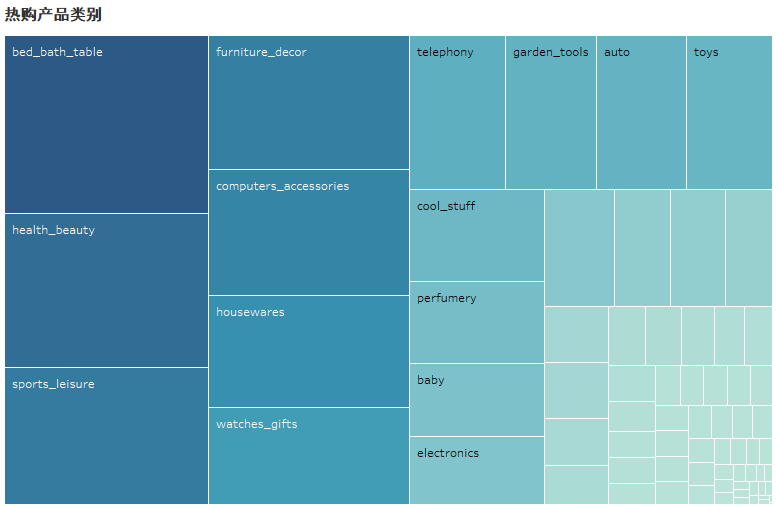 热购产品类别
bed_bath_table
furniture_decor
telephony
garden_tools
auto
toys
computers_accessories
cool_stuff
health_beauty
perfumery
housewares
baby
sports_leisure
watches_gifts
electronics